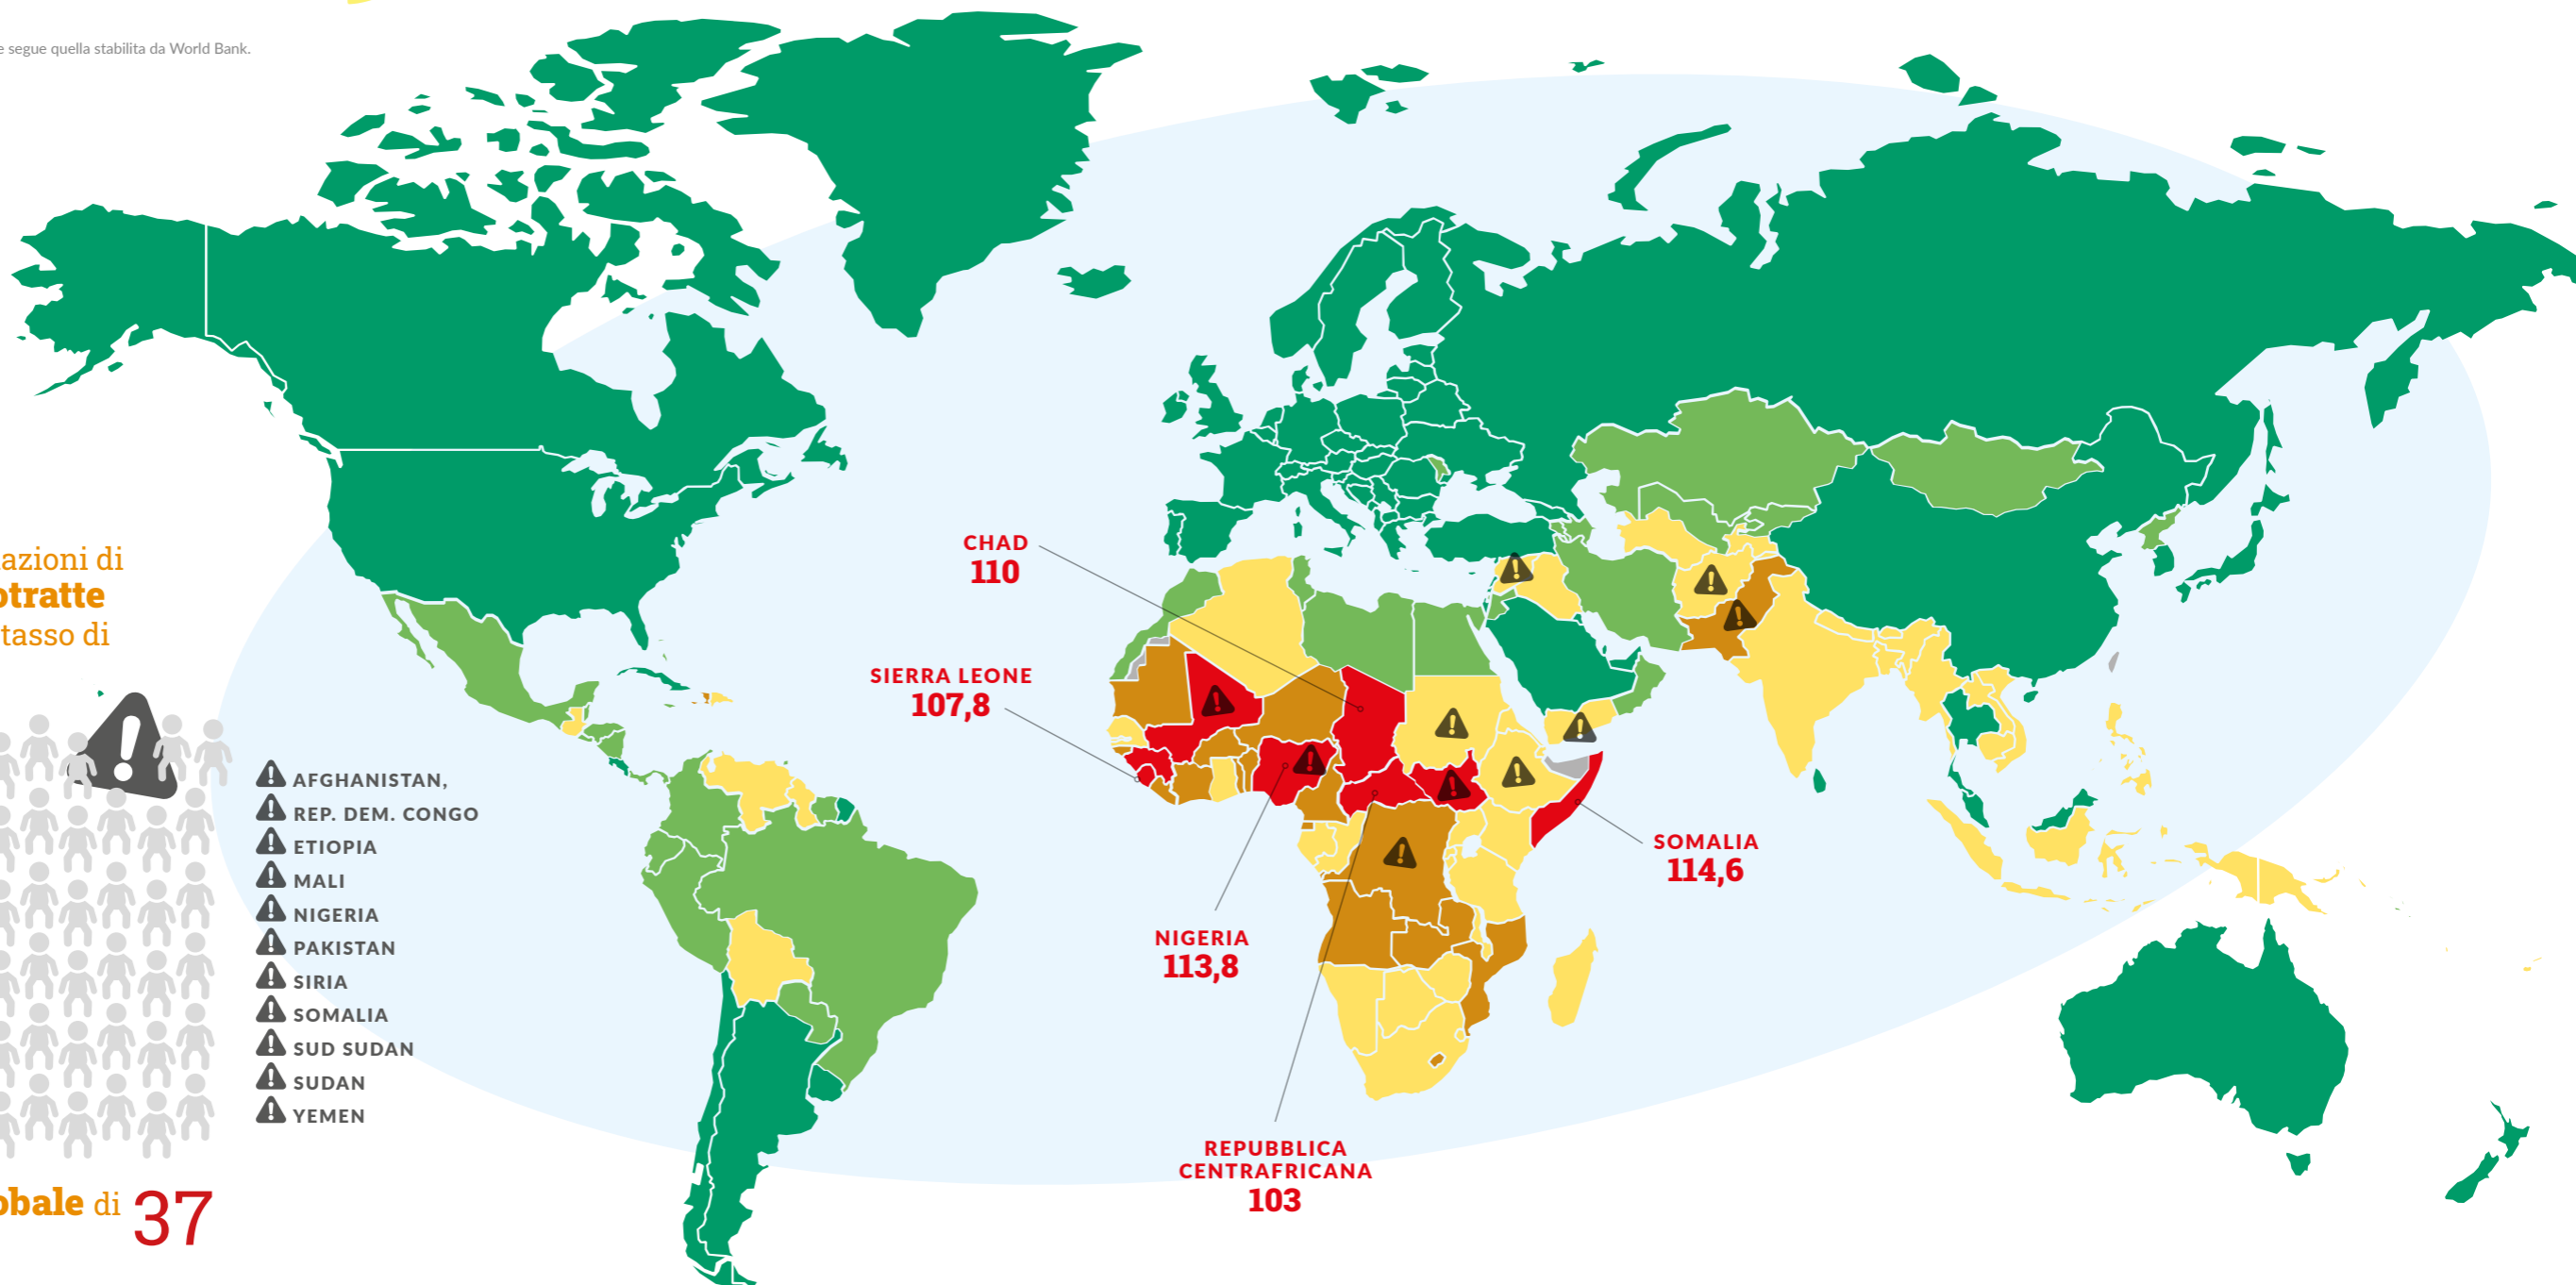 e segue quella stabilita da World Bank.
azioni di
otratte
tasso di
AFGHANISTAN,
REP. DEM. CONGO
ETIOPIA
MALI
NIGERIA
PAKISTAN
SIRIA
SOMALIA
SUD SUDAN
SUDAN
YEMEN
obale di 37
CHAD
110
SIERRA LEONE
107,8
NIGERIA
113,8
REPUBBLICA
CENTRAFRICANA
103
SOMALIA
114,6